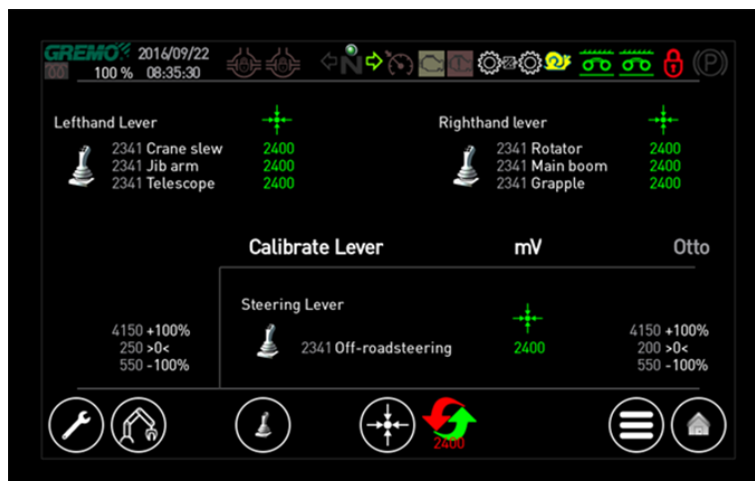 GREMO 2016/09/22
100 % 08:35:30
N
(P)
Lefthand Lever
2341 Crane slew 2400
2341 Jib arm 2400
2341 Telescope 2400
Righthand lever
2341 Rotator 2400
2341 Main boom 2400
2341 Grapple 2400
Calibrate Lever mV Otto
Steering Lever
2341 Off-roadsteering 2400
4150 +100%
250 >0<
550 -100%
4150 +100%
200 >0<
550 -100%
2400